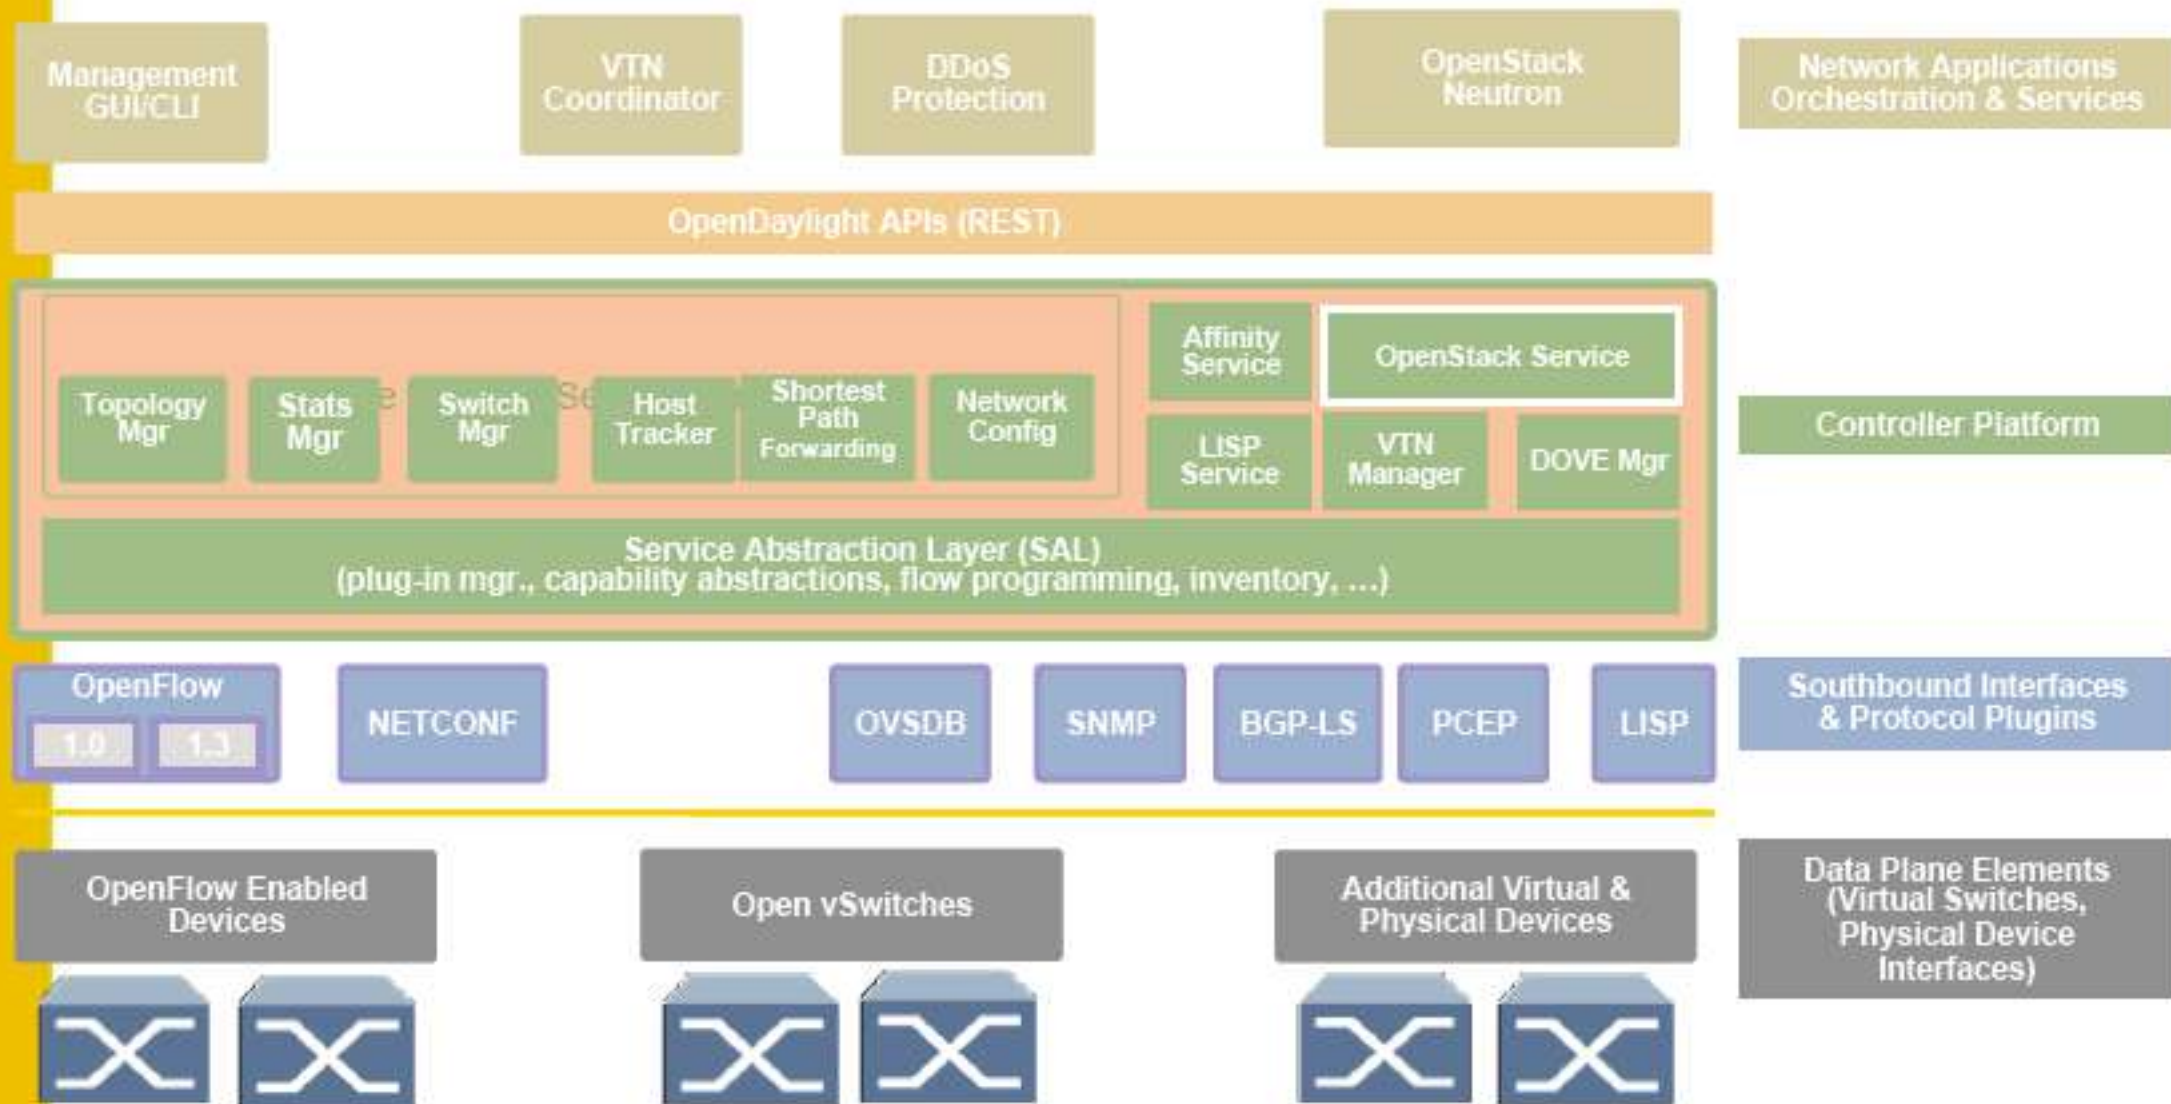 Management
GUI/CLI
VTN
Coordinator
DDoS
Protection
OpenStack
Neutron
Network Applications
Orchestration & Services
OpenDaylight APIs (REST)
Topology
Mgr
Stats
Mgr
Switch
Mgr
Host
Tracker
Shortest
Path
Forwarding
Network
Config
Affinity
Service
OpenStack Service
LISP
Service
VTN
Manager
DOVE Mgr
Controller Platform
Service Abstraction Layer (SAL)
(plug-in mgr., capability abstractions, flow programming, inventory, …)
OpenFlow
1.0
1.3
NETCONF
OVSDB
SNMP
BGP-LS
PCEP
LISP
Southbound Interfaces
& Protocol Plugins
OpenFlow Enabled
Devices
Open vSwitches
Additional Virtual &
Physical Devices
Data Plane Elements
(Virtual Switches,
Physical Device
Interfaces)